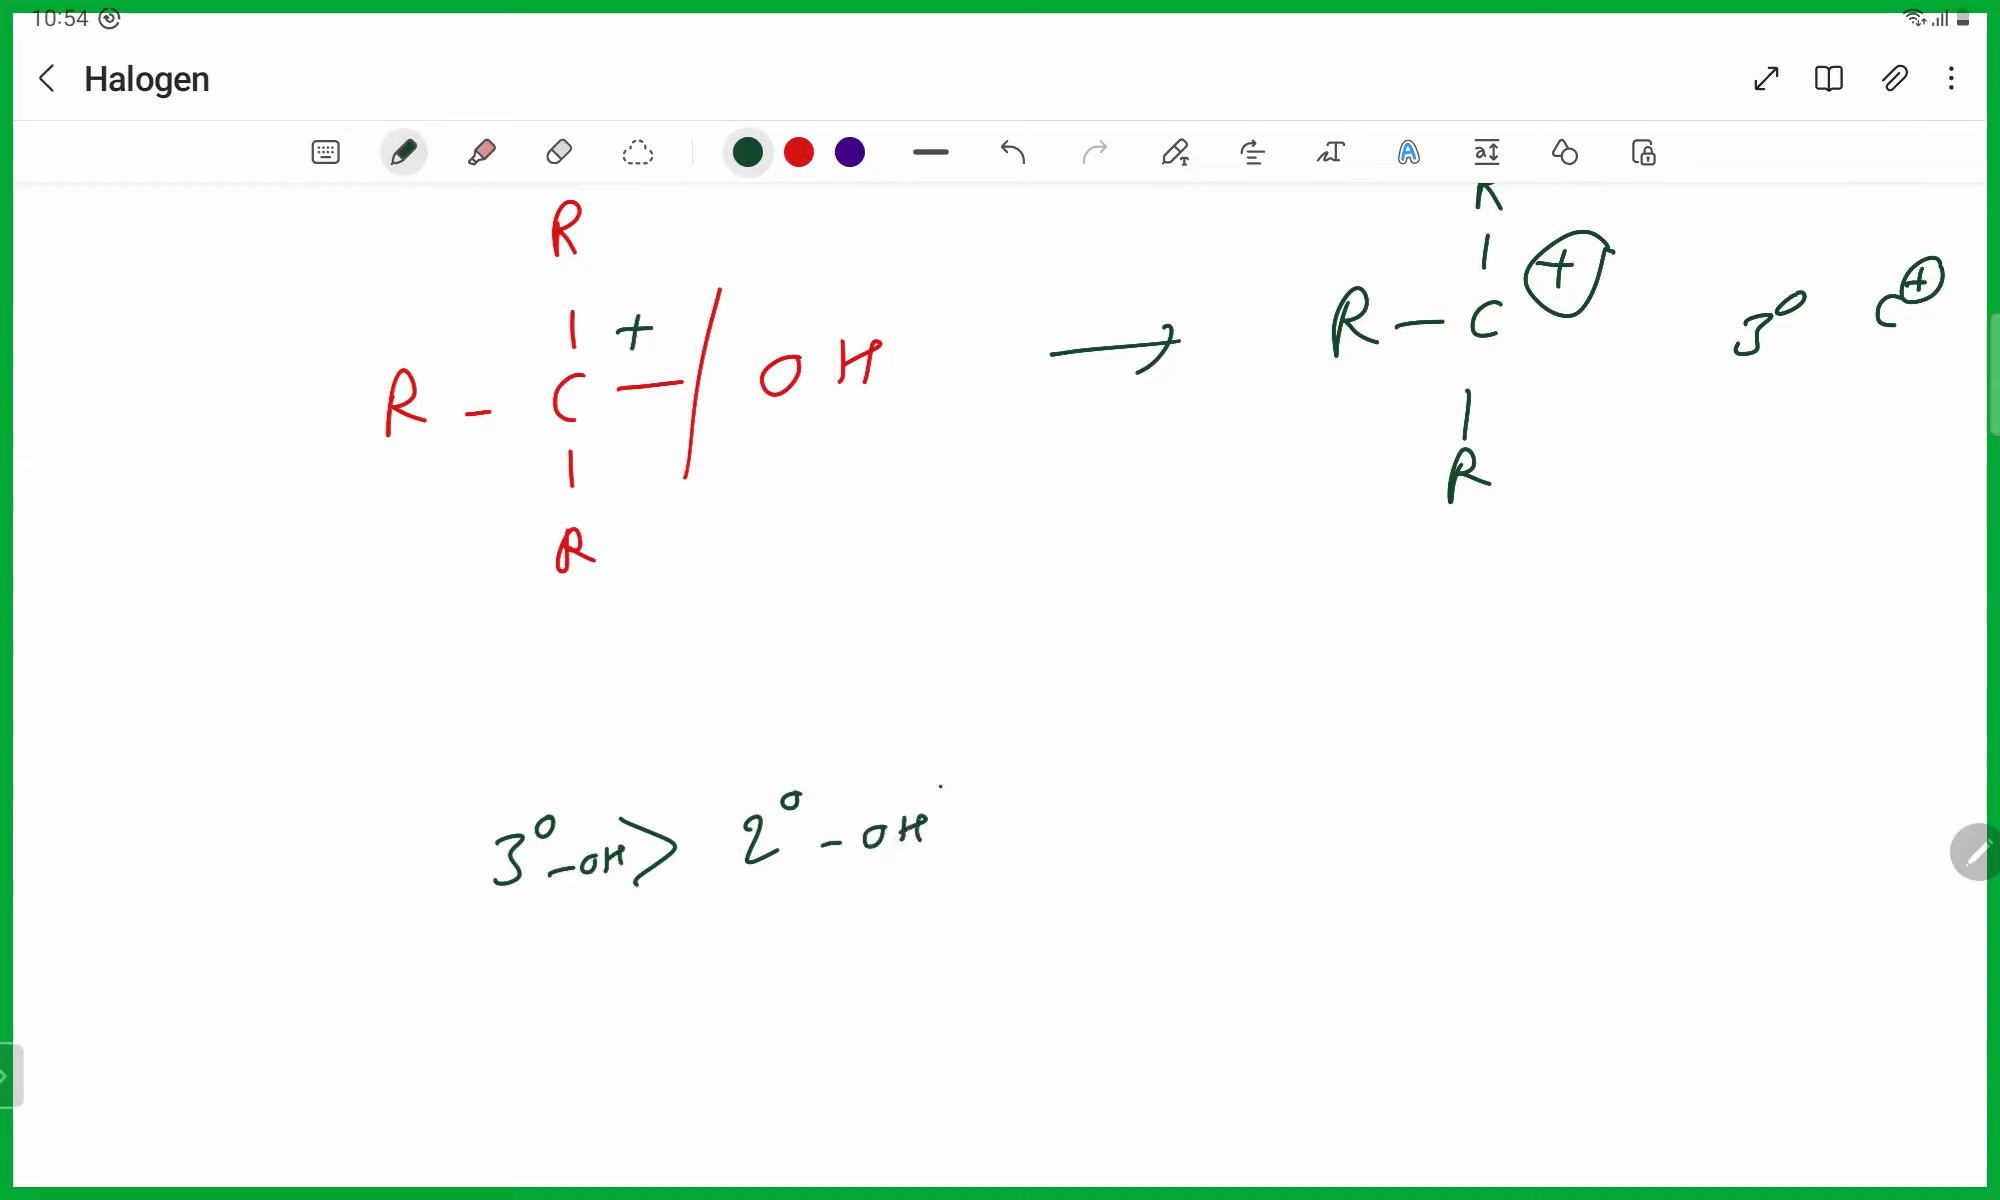 10:54
Halogen
R
R
| + |
R - C — / OH → R — C ⊕ 3° C⊕
| |
R R
3°-OH > 2°-OH